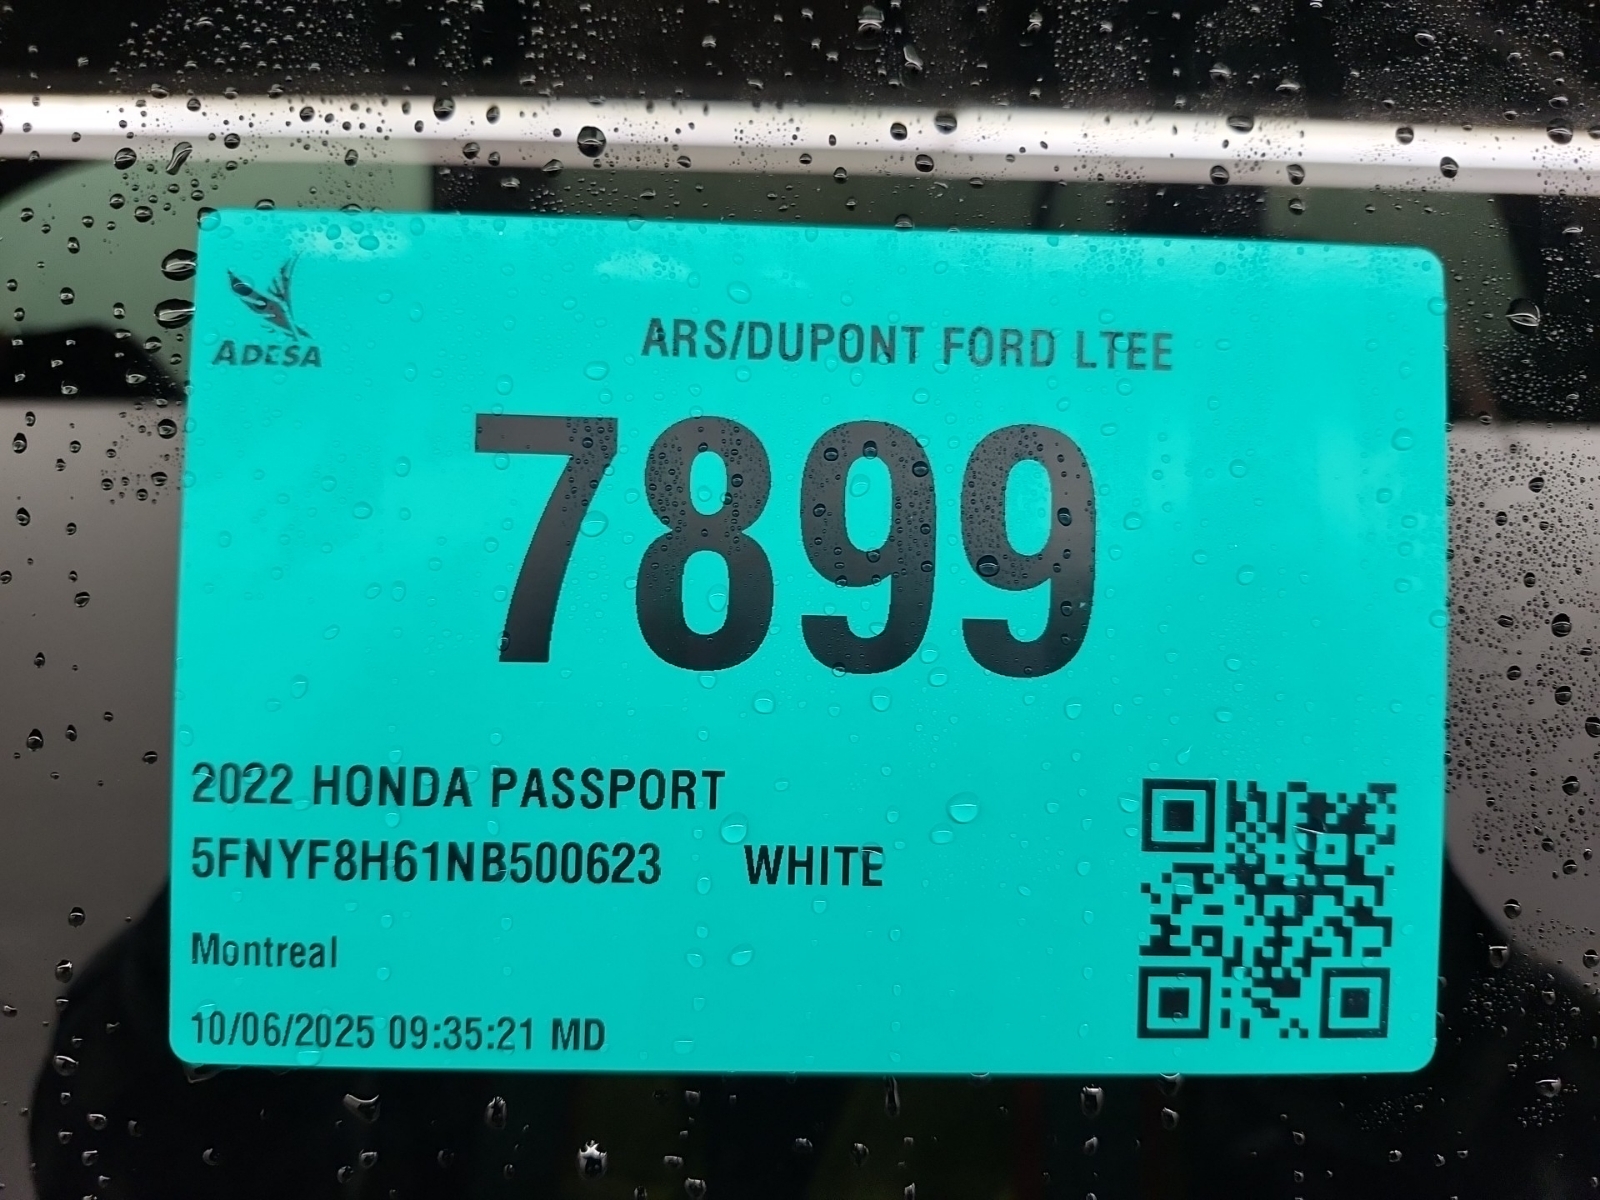 ADESA
ARS/DUPONT FORD LTEE
7899
2022 HONDA PASSPORT
5FNYF8H61NB500623 WHITE
Montreal
10/06/2025 09:35:21 MD